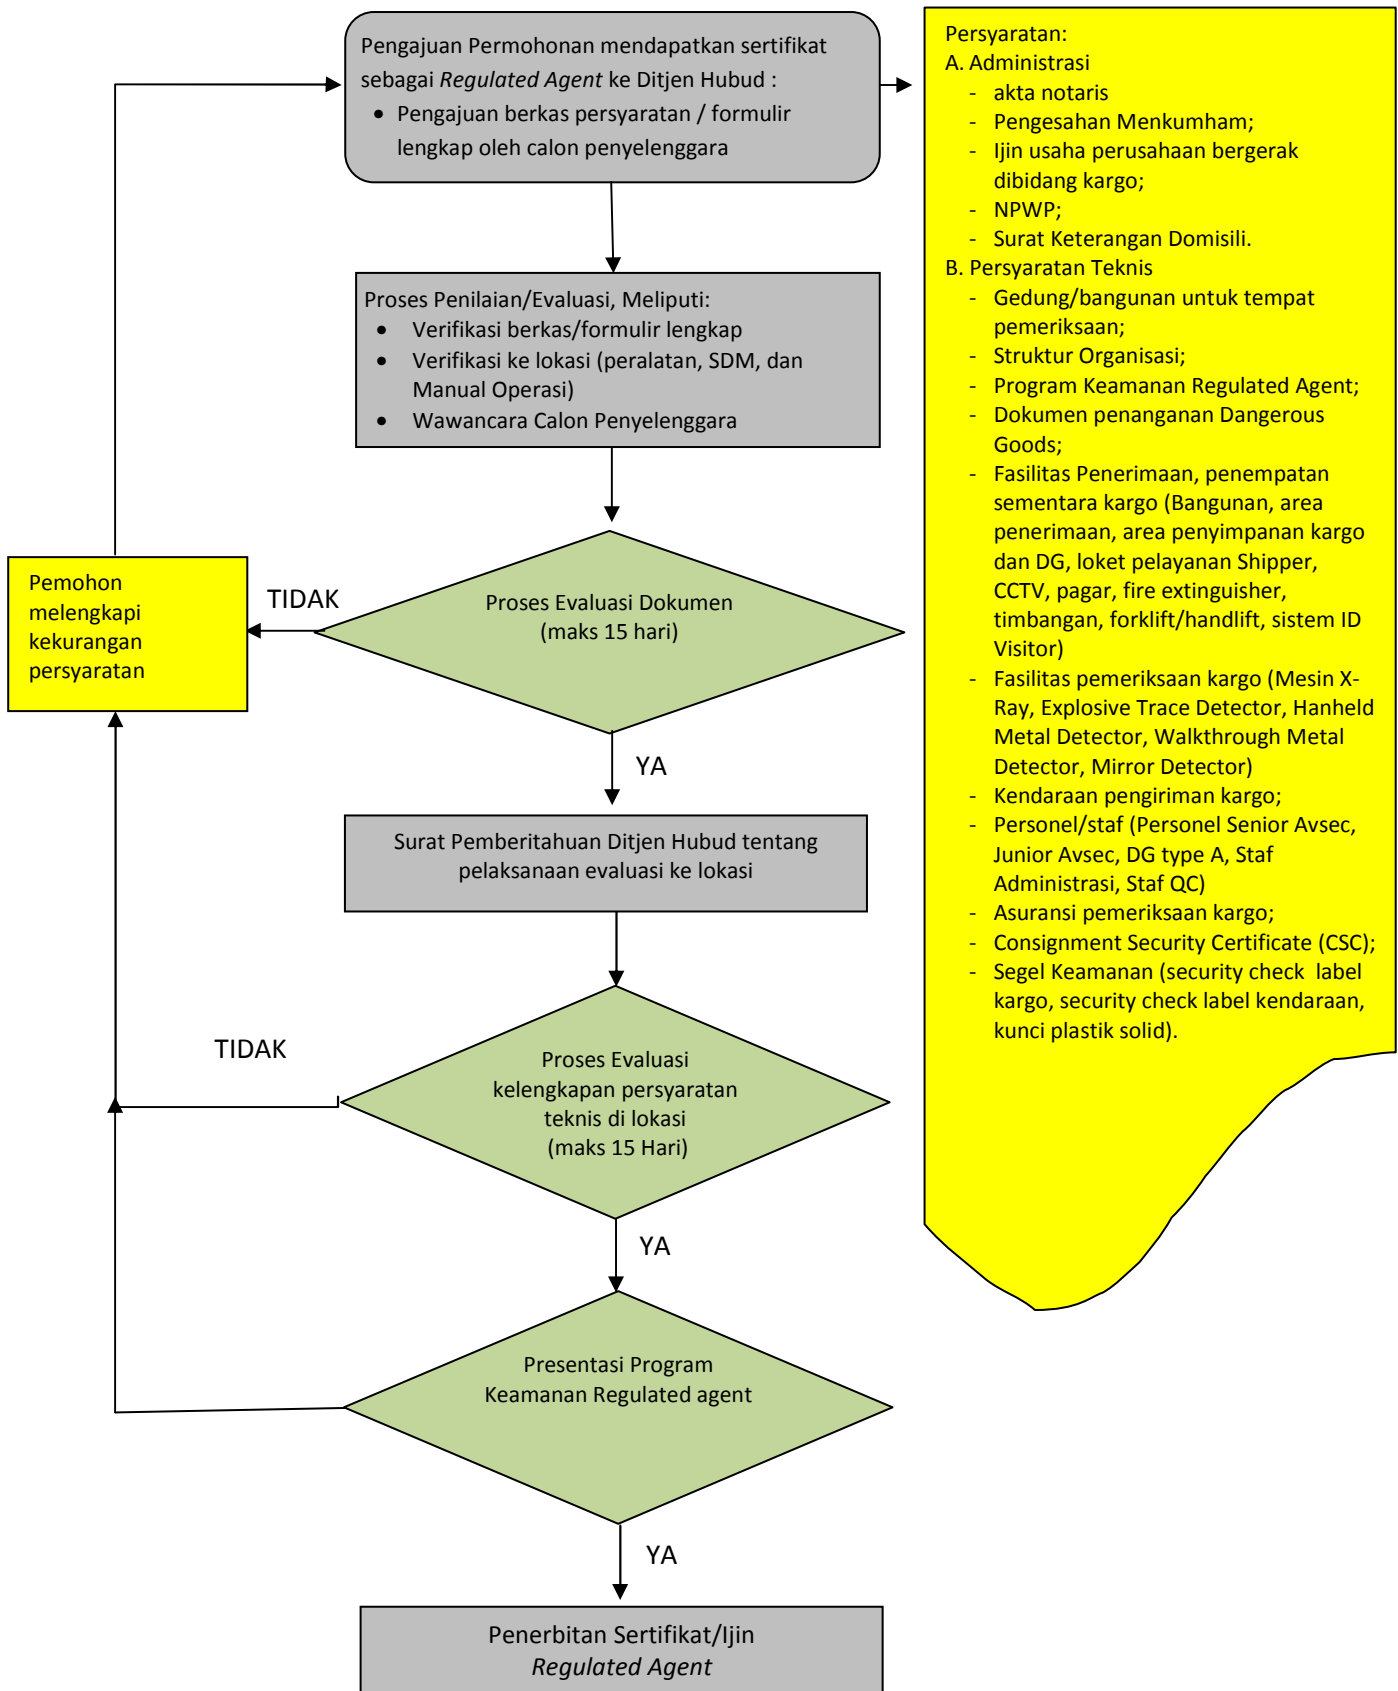 Pengajuan Permohonan mendapatkan sertifikat
sebagai Regulated Agent ke Ditjen Hubud :
• Pengajuan berkas persyaratan / formulir
lengkap oleh calon penyelenggara
Proses Penilaian/Evaluasi, Meliputi:
• Verifikasi berkas/formulir lengkap
• Verifikasi ke lokasi (peralatan, SDM, dan
Manual Operasi)
• Wawancara Calon Penyelenggara
Proses Evaluasi Dokumen
(maks 15 hari)
TIDAK
Pemohon
melengkapi
kekurangan
persyaratan
YA
Surat Pemberitahuan Ditjen Hubud tentang
pelaksanaan evaluasi ke lokasi
TIDAK
Proses Evaluasi
kelengkapan persyaratan
teknis di lokasi
(maks 15 Hari)
YA
Presentasi Program
Keamanan Regulated agent
YA
Penerbitan Sertifikat/Ijin
Regulated Agent
Persyaratan:
A. Administrasi
- akta notaris
- Pengesahan Menkumham;
- Ijin usaha perusahaan bergerak
dibidang kargo;
- NPWP;
- Surat Keterangan Domisili.
B. Persyaratan Teknis
- Gedung/bangunan untuk tempat
pemeriksaan;
- Struktur Organisasi;
- Program Keamanan Regulated Agent;
- Dokumen penanganan Dangerous
Goods;
- Fasilitas Penerimaan, penempatan
sementara kargo (Bangunan, area
penerimaan, area penyimpanan kargo
dan DG, loket pelayanan Shipper,
CCTV, pagar, fire extinguisher,
timbangan, forklift/handlift, sistem ID
Visitor)
- Fasilitas pemeriksaan kargo (Mesin X-
Ray, Explosive Trace Detector, Hanheld
Metal Detector, Walkthrough Metal
Detector, Mirror Detector)
- Kendaraan pengiriman kargo;
- Personel/staf (Personel Senior Avsec,
Junior Avsec, DG type A, Staf
Administrasi, Staf QC)
- Asuransi pemeriksaan kargo;
- Consignment Security Certificate (CSC);
- Segel Keamanan (security check label
kargo, security check label kendaraan,
kunci plastik solid).